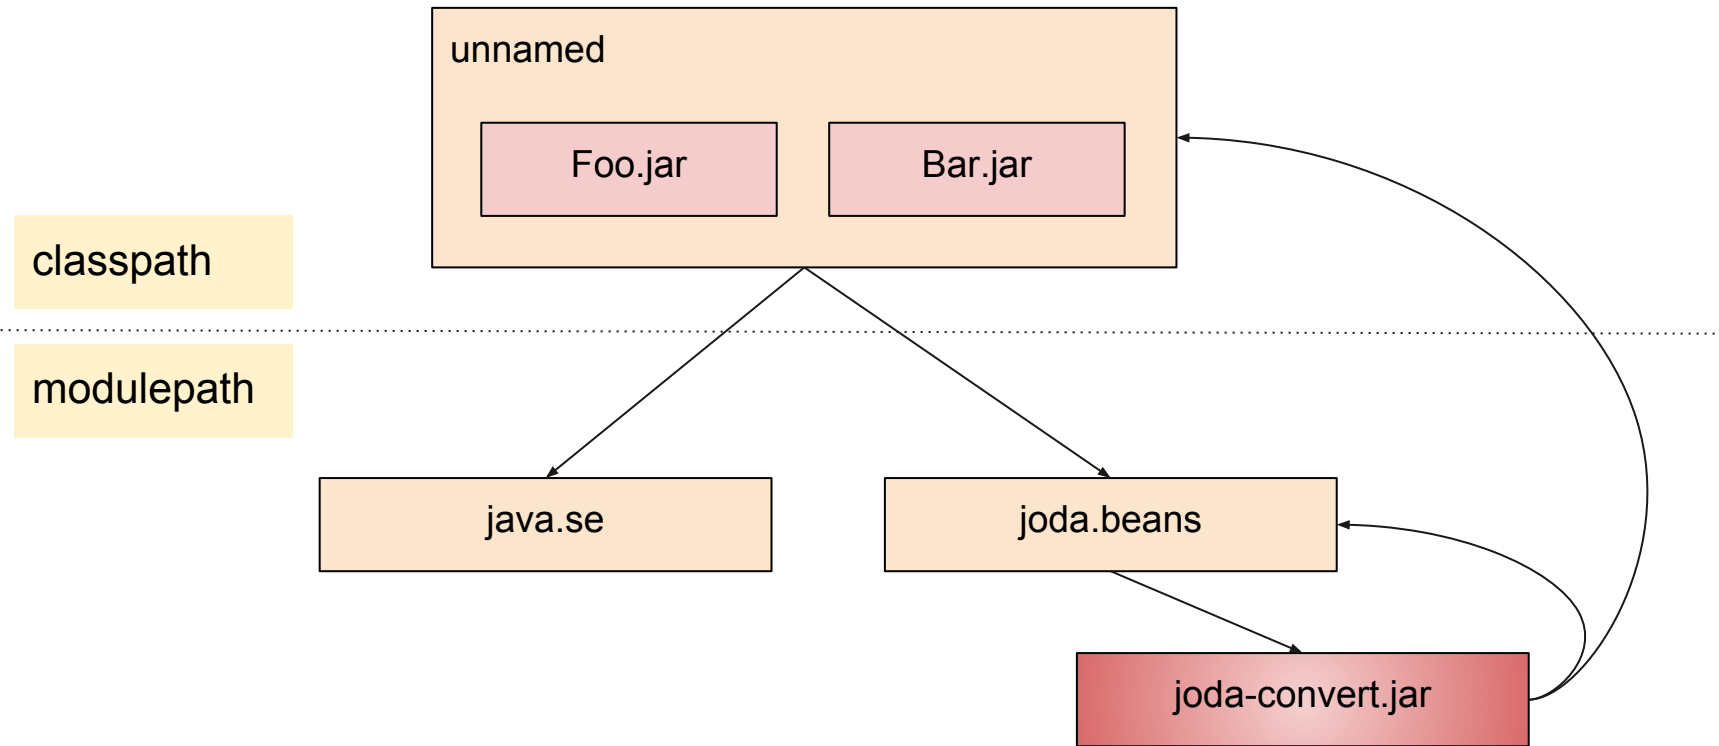 unnamed
Foo.jar
Bar.jar
classpath
modulepath
java.se
joda.beans
joda-convert.jar